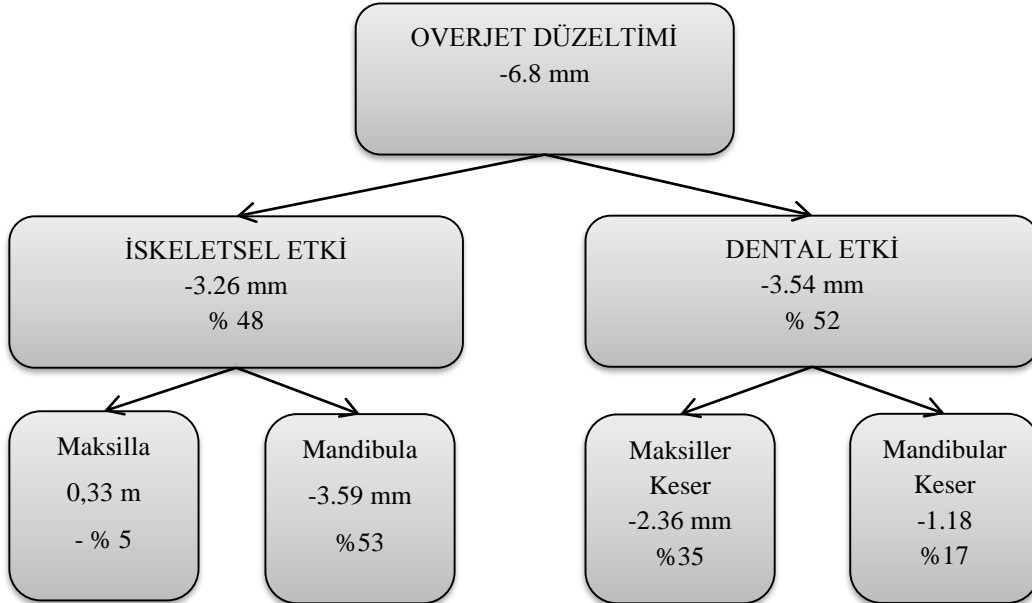 OVERJET DÜZELTİMİ
-6.8 mm
İSKELETSEL ETKİ
-3.26 mm
% 48
DENTAL ETKİ
-3.54 mm
% 52
Maksilla
0,33 m
- % 5
Mandibula
-3.59 mm
%53
Maksiller
Keser
-2.36 mm
%35
Mandibular
Keser
-1.18
%17